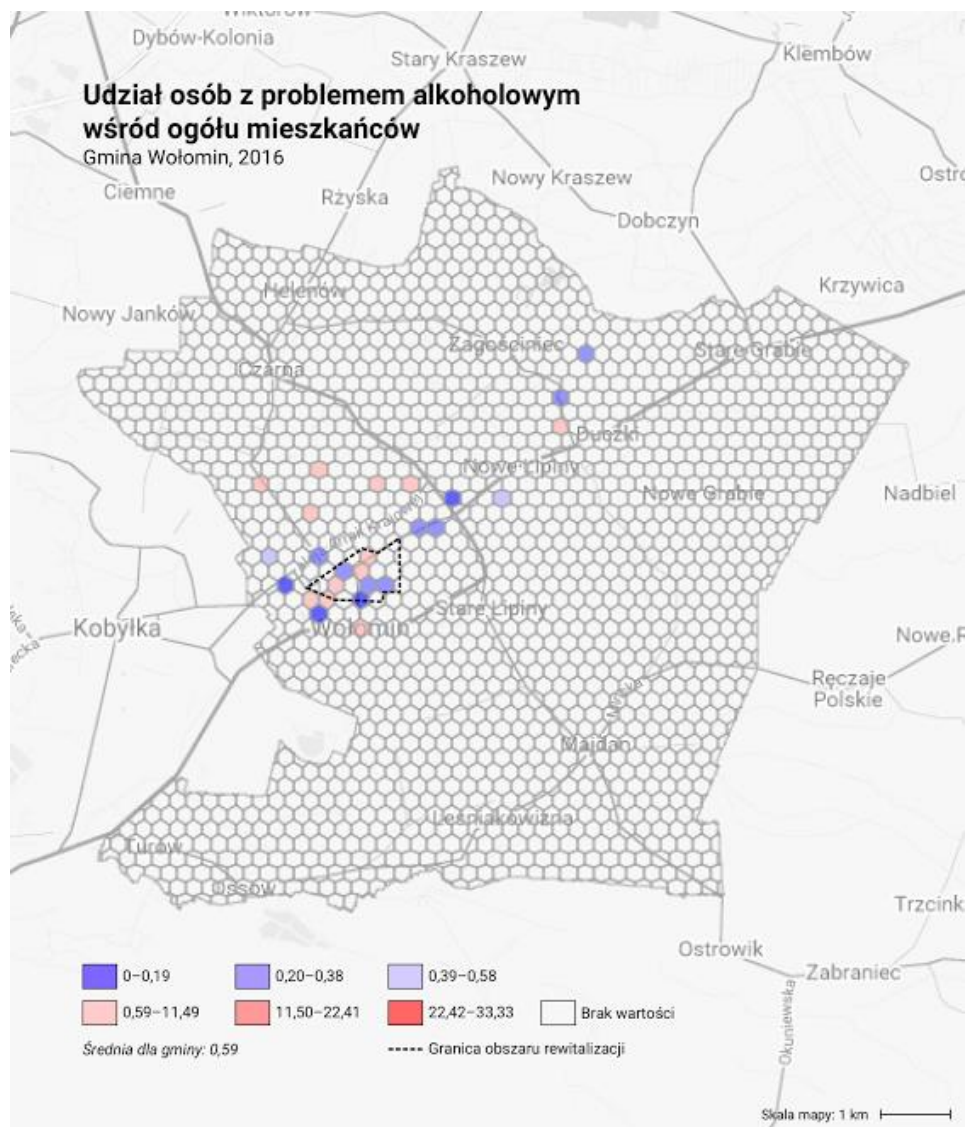 Wiktorów
Dybów-Kolonia
Klembów
Stary Kraszew
Udział osób z problemem alkoholowym
wśród ogółu mieszkańców
Gmina Wołomin, 2016
Ciemne
Rżyska
Nowy Kraszew
Dobczyn
Krzywica
Helenów
Nowy Janków
Zagościniec
Stare Grabie
Czarna
Duczki
Nowe Lipiny
Nowe Grabie
Nadbiel
Kobyłka
Wołomin
Stare Lipiny
Ręczaje
Polskie
Mińska
Majdan
Leśniakowizna
Turów
Ossów
Ostrowik
Zabraniec
Okuniewska
0–0,19
0,20–0,38
0,39–0,58
0,59–11,49
11,50–22,41
22,42–33,33
Brak wartości
Średnia dla gminy: 0,59
Granica obszaru rewitalizacji
Skala mapy: 1 km